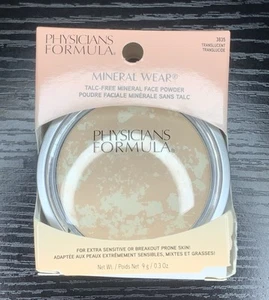 PHYSICIANS
FORMULA®
3835
TRANSLUCENT
TRANSLUCIDE
MINERAL WEAR®
TALC-FREE MINERAL FACE POWDER
POUDRE FACIALE MINÉRALE SANS TALC
PHYSICIANS
FORMULA®
FOR EXTRA SENSITIVE OR BREAKOUT PRONE SKIN
ADAPTÉE AUX PEAUX EXTRÊMEMENT SENSIBLES, MIXTES ET GRASSES
Net Wt. / Poids Net 9 g / 0.3 Oz.